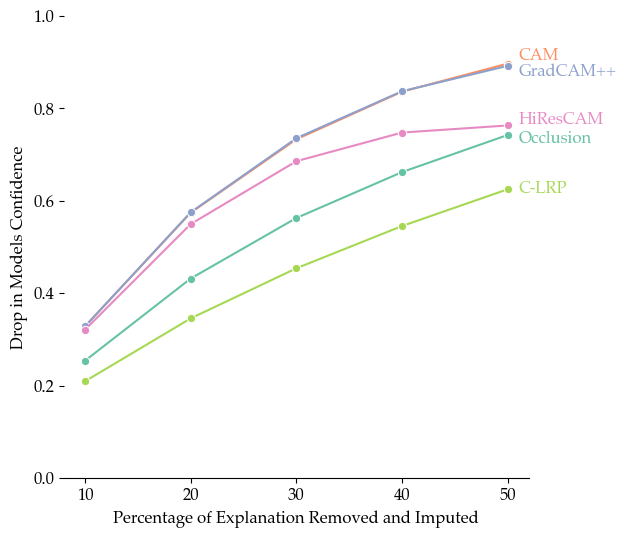 1.0
0.8
0.6
0.4
0.2
0.0
Drop in Models Confidence
CAM
GradCAM++
HiResCAM
Occlusion
C-LRP
10 20 30 40 50
Percentage of Explanation Removed and Imputed